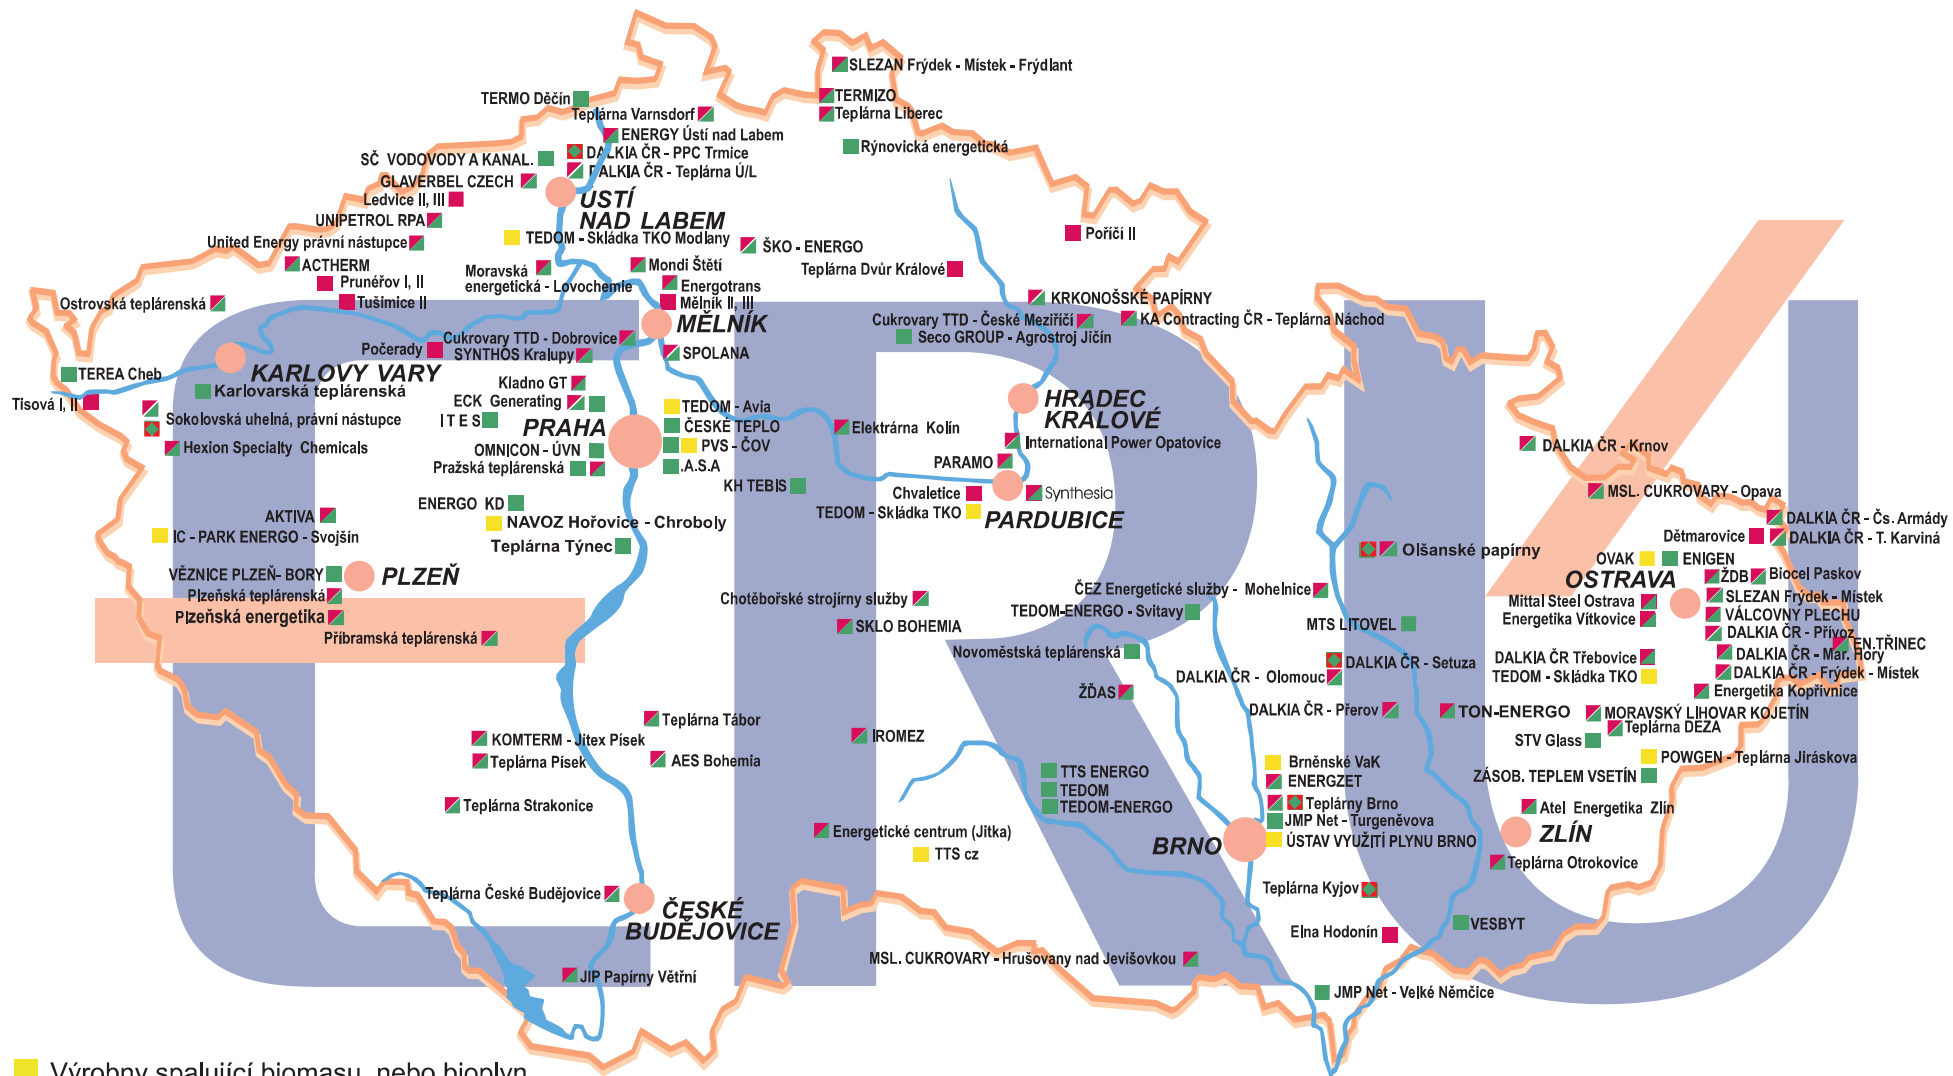 SLEZAN Frýdek - Místek - Frýdlant
TERMO Děčín
TERMIZO
Teplárna Varnsdorf
Teplárna Liberec
ENERGY Ústí nad Labem
Rýnovická energetická
SČ VODOVODY A KANAL.
DALKIA ČR - PPC Trmice
DALKIA ČR - Teplárna Ú/L
GLAVERBEL CZECH
Ledvice II, III
USTÍ
NAD LABEM
UNIPETROL RPA
United Energy právní nástupce
TEDOM - Skládka TKO Modlany
ŠKO - ENERGO
Poříčí II
ACTHERM
Moravská
energetická - Lovochemie
Mondi Štětí
Teplárna Dvůr Králové
Prunéřov I, II
Energotrans
Ostrovská teplárenská
Tušimice II
Mělník II, III
KRKONOŠSKÉ PAPÍRNY
MĚLNÍK
Cukrovary TTD - České Meziříčí
KA Contracting ČR - Teplárna Náchod
Cukrovary TTD - Dobrovice
Seco GROUP - Agrostroj Jičín
Počerady
SYNTHOS Kralupy
SPOLANA
KARLOVY VARY
TEREA Cheb
Karlovarská teplárenská
Kladno GT
Tisová I, II
ECK Generating
TEDOM - Avia
HRADEC
KRÁLOVÉ
Sokolovská uhelná, právní nástupce
I T E S
PRAHA
ČESKÉ TEPLO
Elektrárna Kolín
Hexion Specialty Chemicals
OMNICON - ÚVN
PVS - ČOV
International Power Opatovice
DALKIA ČR - Krnov
Pražská teplárenská
.A.S.A
PARAMO
KH TEBIS
Chvaletice
Synthesia
MSL. CUKROVARY - Opava
ENERGO KD
TEDOM - Skládka TKO
PARDUBICE
AKTIVA
NAVOZ Hořovice - Chroboly
DALKIA ČR - Čs. Armády
IC - PARK ENERGO - Svojšín
Teplárna Týnec
Dětmarovice
DALKIA ČR - T. Karviná
Olšanské papírny
OVAK
ENIGEN
VĚZNICE PLZEŇ- BORY
PLZEŇ
OSTRAVA
ŽDB
Biocel Paskov
Plzeňská teplárenská
Chotěbořské strojírny služby
ČEZ Energetické služby - Mohelnice
Mittal Steel Ostrava
SLEZAN Frýdek - Místek
Plzeňská energetika
TEDOM-ENERGO - Svitavy
Energetika Vítkovice
VÁLCOVNY PLECHU
SKLO BOHEMIA
MTS LITOVEL
DALKIA ČR - Přívoz
Příbramská teplárenská
EN.TŘINEC
Novoměstská teplárenská
DALKIA ČR - Setuza
DALKIA ČR Třebovice
DALKIA ČR - Mar. Hory
DALKIA ČR - Olomouc
TEDOM - Skládka TKO
DALKIA ČR - Frýdek - Místek
ŽĎAS
Energetika Kopřivnice
DALKIA ČR - Přerov
TON-ENERGO
MORAVSKÝ LIHOVAR KOJETÍN
Teplárna Tábor
Teplárna DEZA
KOMTERM - Jitex Písek
IROMEZ
STV Glass
Teplárna Písek
AES Bohemia
Brněnské VaK
POWGEN - Teplárna Jiráskova
TTS ENERGO
ENERGZET
ZÁSOB. TEPLEM VSETÍN
TEDOM
Teplárna Strakonice
TEDOM-ENERGO
Teplárny Brno
Atel Energetika Zlín
JMP Net - Turgeněvova
Energetické centrum (Jitka)
BRNO
ÚSTAV VYUŽITÍ PLYNU BRNO
ZLÍN
TTS cz
Teplárna Otrokovice
Teplárna České Budějovice
Teplárna Kyjov
ČESKÉ
BUDĚJOVICE
VESBYT
Elna Hodonín
MSL. CUKROVARY - Hrušovany nad Jevišovkou
JIP Papírny Větřní
JMP Net - Velké Němčice
Výrobny spalující biomasu nebo bioplyn